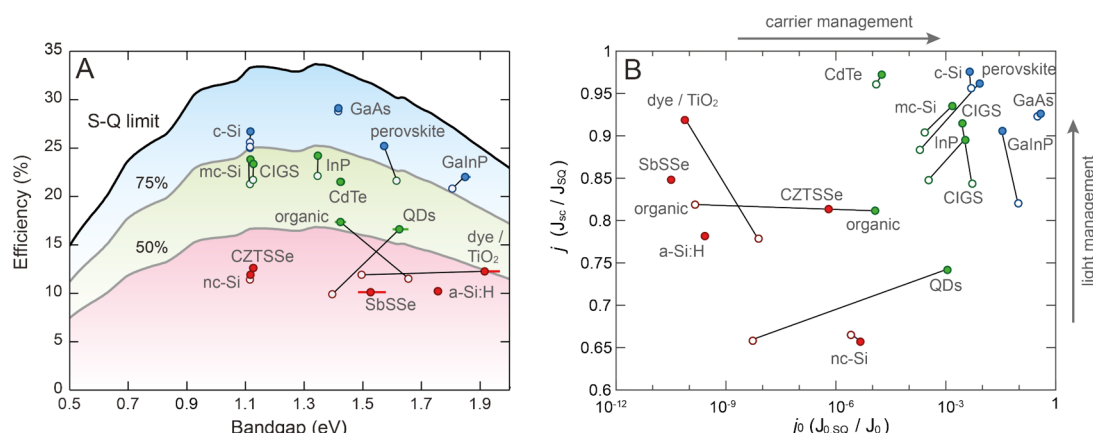 A
S-Q limit
75%
50%
c-Si
mc-Si
CIGS
GaAs
perovskite
InP
CdTe
GaInP
organic
QDs
dye /
TiO₂
CZTSSe
nc-Si
SbSSe
a-Si:H
Efficiency (%)
35
30
25
20
15
10
5
0
0.5
0.7
0.9
1.1
1.3
1.5
1.7
1.9
Bandgap (eV)
carrier management
B
CdTe
c-Si
perovskite
dye / TiO₂
mc-Si
CIGS
GaAs
InP
GaInP
SbSSe
CIGS
organic
CZTSSe
organic
a-Si:H
QDs
nc-Si
j (Jsc / JSQ)
1
0.95
0.9
0.85
0.8
0.75
0.7
0.65
0.6
10⁻¹²
10⁻⁹
10⁻⁶
10⁻³
1
j₀ (J₀,SQ / J₀)
light management